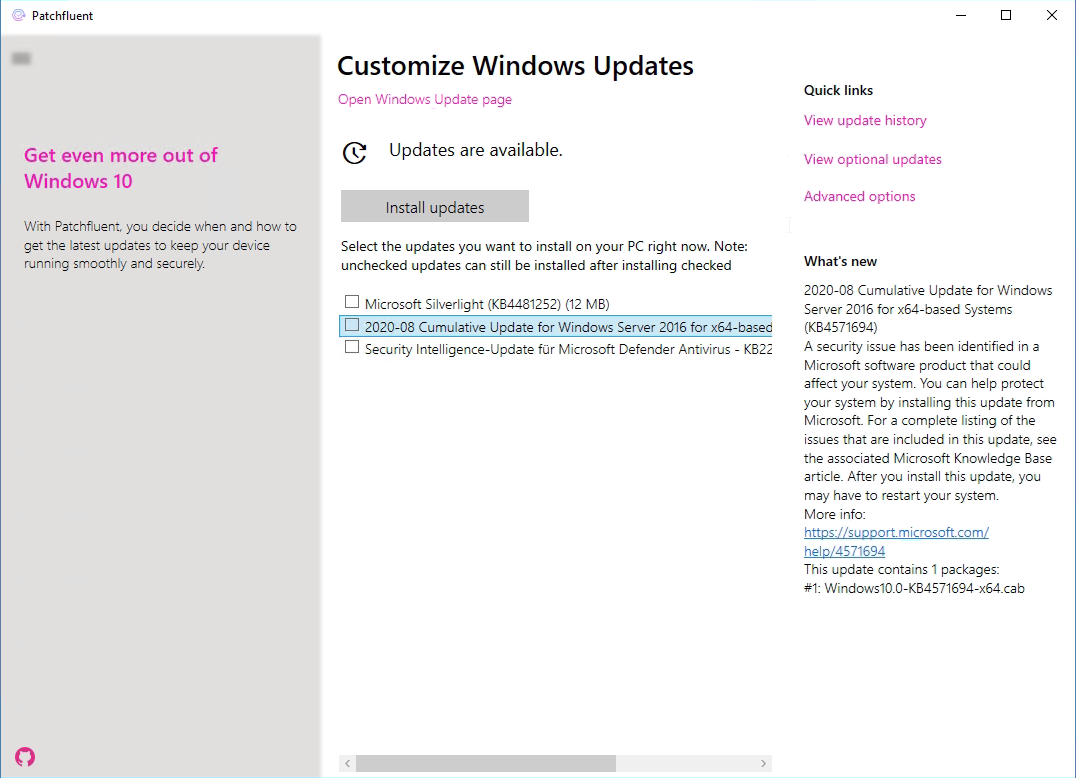 Patchfluent
Get even more out of
Windows 10
With Patchfluent, you decide when and how to
get the latest updates to keep your device
running smoothly and securely.
Customize Windows Updates
Open Windows Update page
Updates are available.
Install updates
Select the updates you want to install on your PC right now. Note:
unchecked updates can still be installed after installing checked
Microsoft Silverlight (KB4481252) (12 MB)
2020-08 Cumulative Update for Windows Server 2016 for x64-based
Security Intelligence-Update für Microsoft Defender Antivirus - KB22
Quick links
View update history
View optional updates
Advanced options
What's new
2020-08 Cumulative Update for Windows
Server 2016 for x64-based Systems
(KB4571694)
A security issue has been identified in a
Microsoft software product that could
affect your system. You can help protect
your system by installing this update from
Microsoft. For a complete listing of the
issues that are included in this update, see
the associated Microsoft Knowledge Base
article. After you install this update, you
may have to restart your system.
More info:
https://support.microsoft.com/
help/4571694
This update contains 1 packages:
#1: Windows10.0-KB4571694-x64.cab